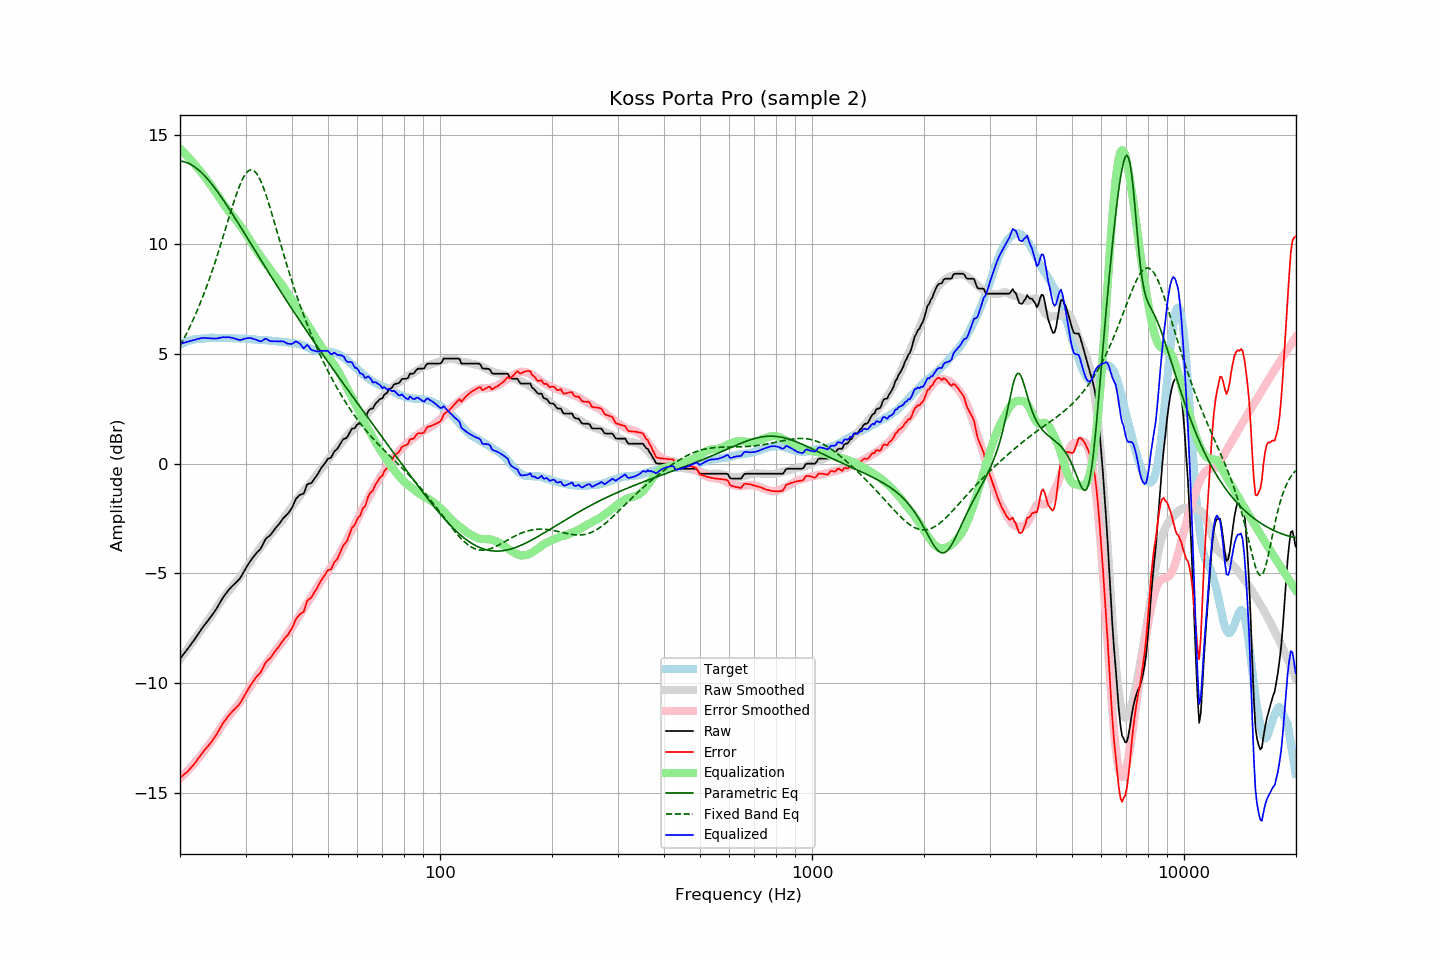 Koss Porta Pro (sample 2)
15
10
5
0
−5
−10
−15
Amplitude (dBr)
Target
Raw Smoothed
Error Smoothed
Raw
Error
Equalization
Parametric Eq
Fixed Band Eq
Equalized
100
1000
10000
Frequency (Hz)